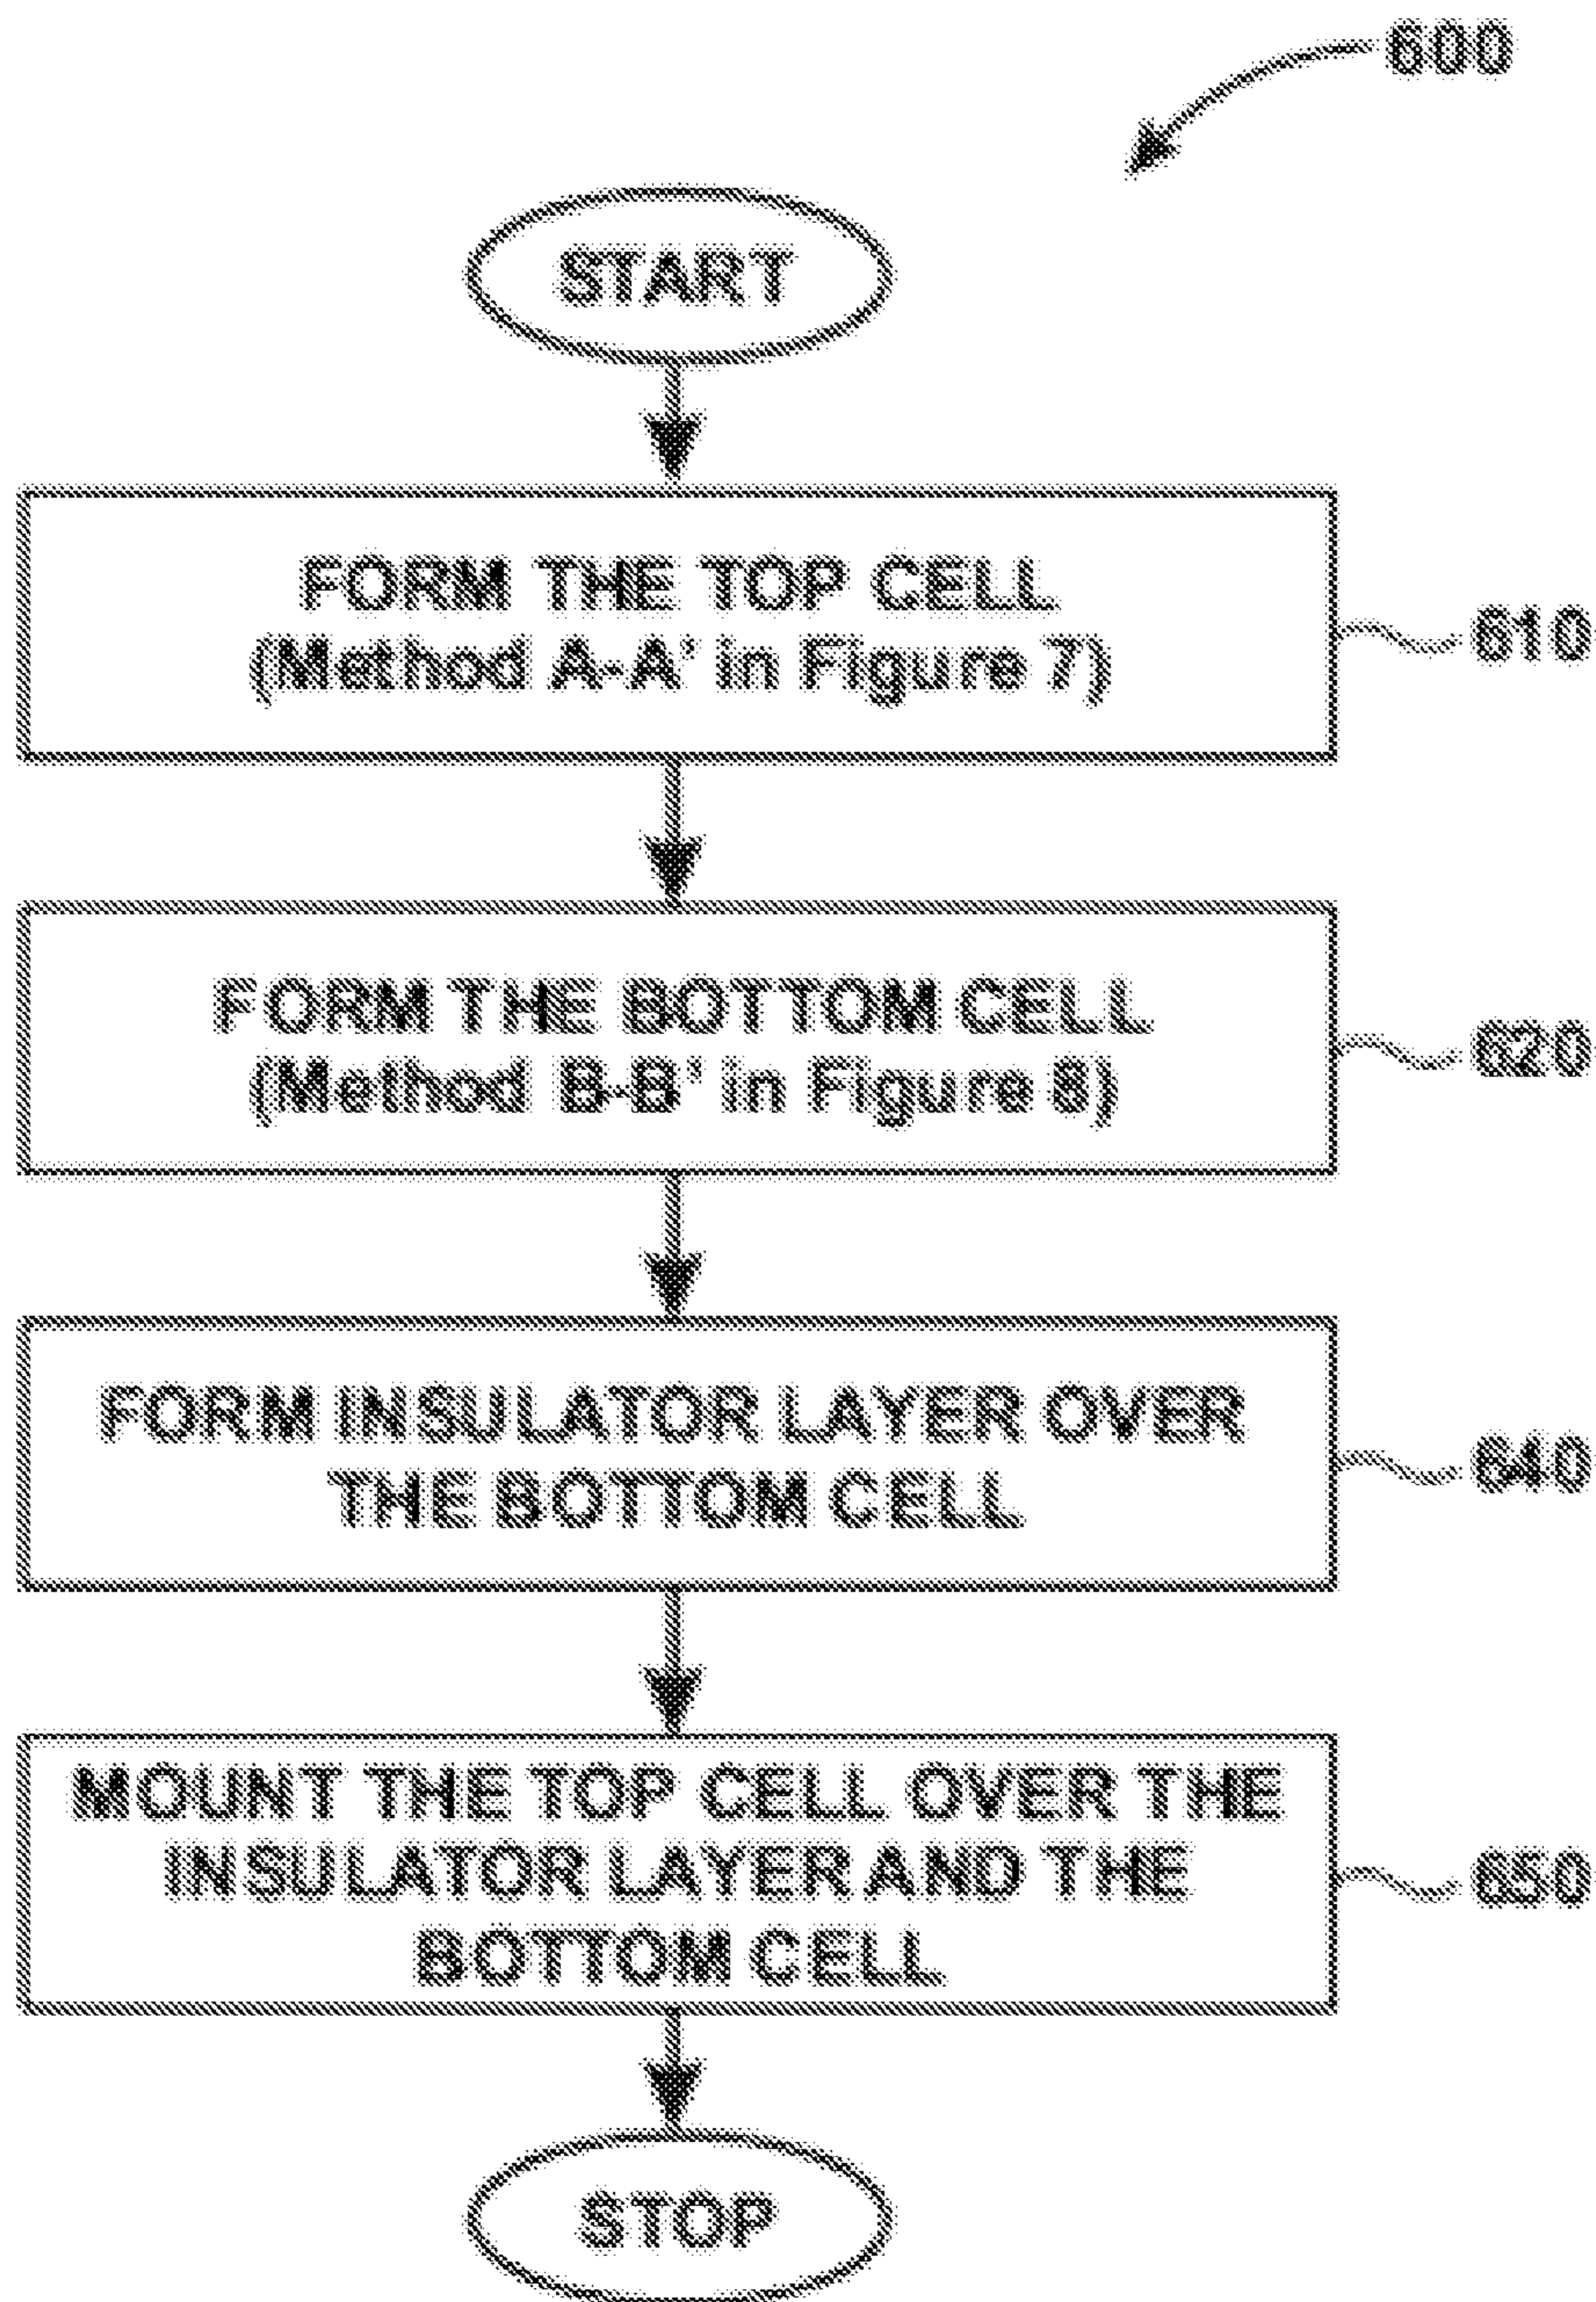 600
START
FORM THE TOP CELL
(Method A-A' in Figure 7)
610
FORM THE BOTTOM CELL
(Method B-B' in Figure 8)
620
FORM INSULATOR LAYER OVER
THE BOTTOM CELL
640
MOUNT THE TOP CELL OVER THE
INSULATOR LAYER AND THE
BOTTOM CELL
650
STOP